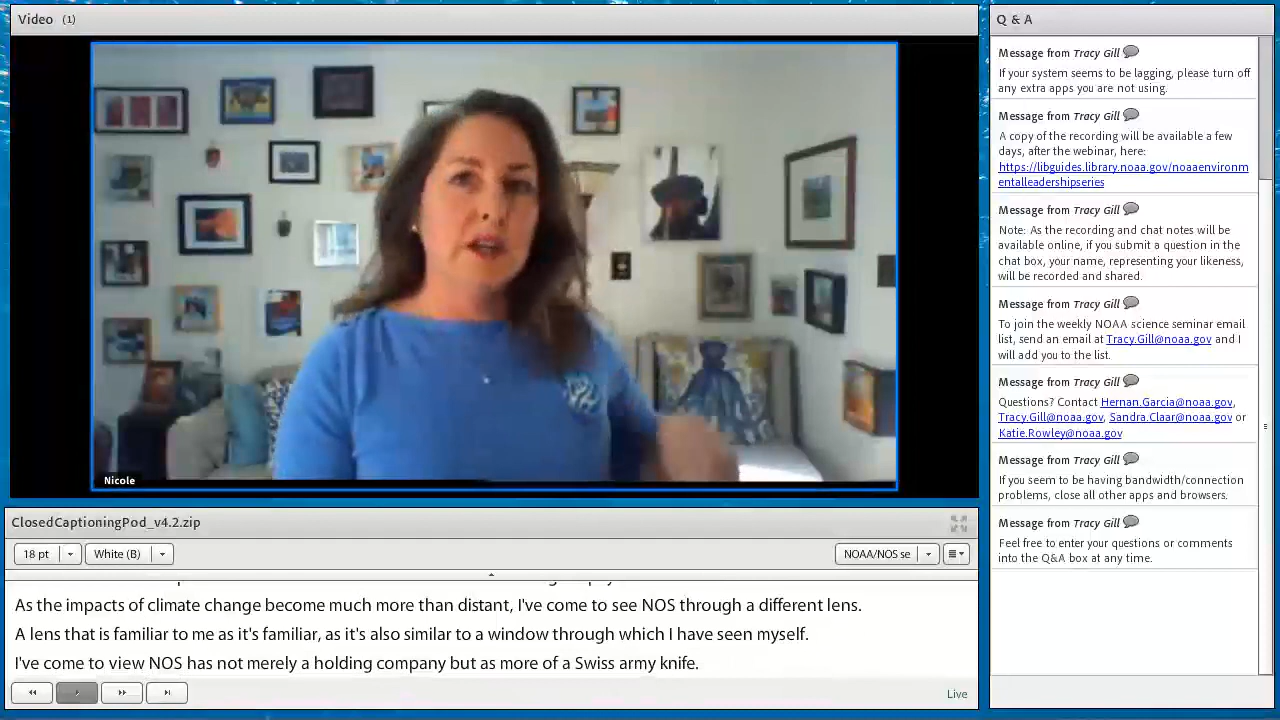 Video (1)
Nicole
ClosedCaptioningPod_v4.2.zip
18 pt
White (B)
NOAA/NOS se
As the impacts of climate change become much more than distant, I've come to see NOS through a different lens.
A lens that is familiar to me as it's familiar, as it's also similar to a window through which I have seen myself.
I've come to view NOS has not merely a holding company but as more of a Swiss army knife.
Live
Q & A
Message from Tracy Gill
If your system seems to be lagging, please turn off
any extra apps you are not using.
Message from Tracy Gill
A copy of the recording will be available a few
days, after the webinar, here:
https://libguides.library.noaa.gov/noaaenvironm
entalleadershipseries
Message from Tracy Gill
Note: As the recording and chat notes will be
available online, if you submit a question in the
chat box, your name, representing your likeness,
will be recorded and shared.
Message from Tracy Gill
To join the weekly NOAA science seminar email
list, send an email at Tracy.Gill@noaa.gov and I
will add you to the list.
Message from Tracy Gill
Questions? Contact Hernan.Garcia@noaa.gov,
Tracy.Gill@noaa.gov, Sandra.Claar@noaa.gov or
Katie.Rowley@noaa.gov
Message from Tracy Gill
If you seem to be having bandwidth/connection
problems, close all other apps and browsers.
Message from Tracy Gill
Feel free to enter your questions or comments
into the Q&A box at any time.